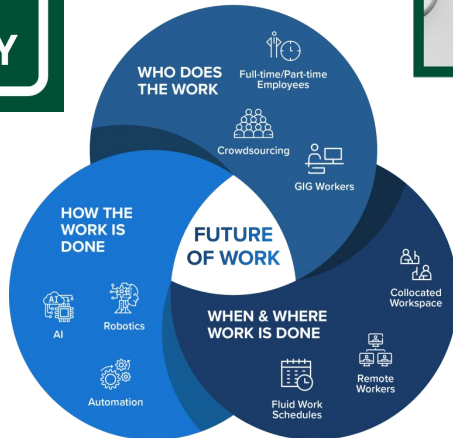 Y
WHO DOES
THE WORK
Full-time/Part-time
Employees
Crowdsourcing
GIG Workers
HOW THE
WORK IS
DONE
AI
AI
Robotics
Automation
FUTURE
OF WORK
WHEN & WHERE
WORK IS DONE
Collocated
Workspace
Remote
Workers
Fluid Work
Schedules